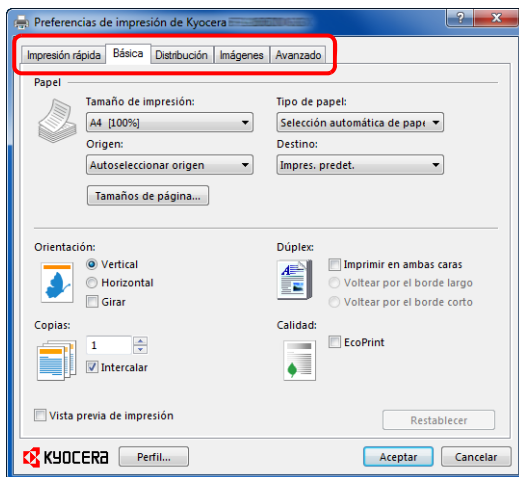 Preferencias de impresión de Kyocera
Impresión rápida Básica Distribución Imágenes Avanzado
Papel
Tamaño de impresión: Tipo de papel:
A4 [100%] Selección automática de pape
Origen: Destino:
Autoseleccionar origen Impres. predet.
Tamaños de página...
Orientación: Dúplex:
Vertical Imprimir en ambas caras
Horizontal Voltear por el borde largo
Girar Voltear por el borde corto
Copias: Calidad:
1 EcoPrint
Intercalar
Vista previa de impresión Restablecer
KYOCERA Perfil... Aceptar Cancelar